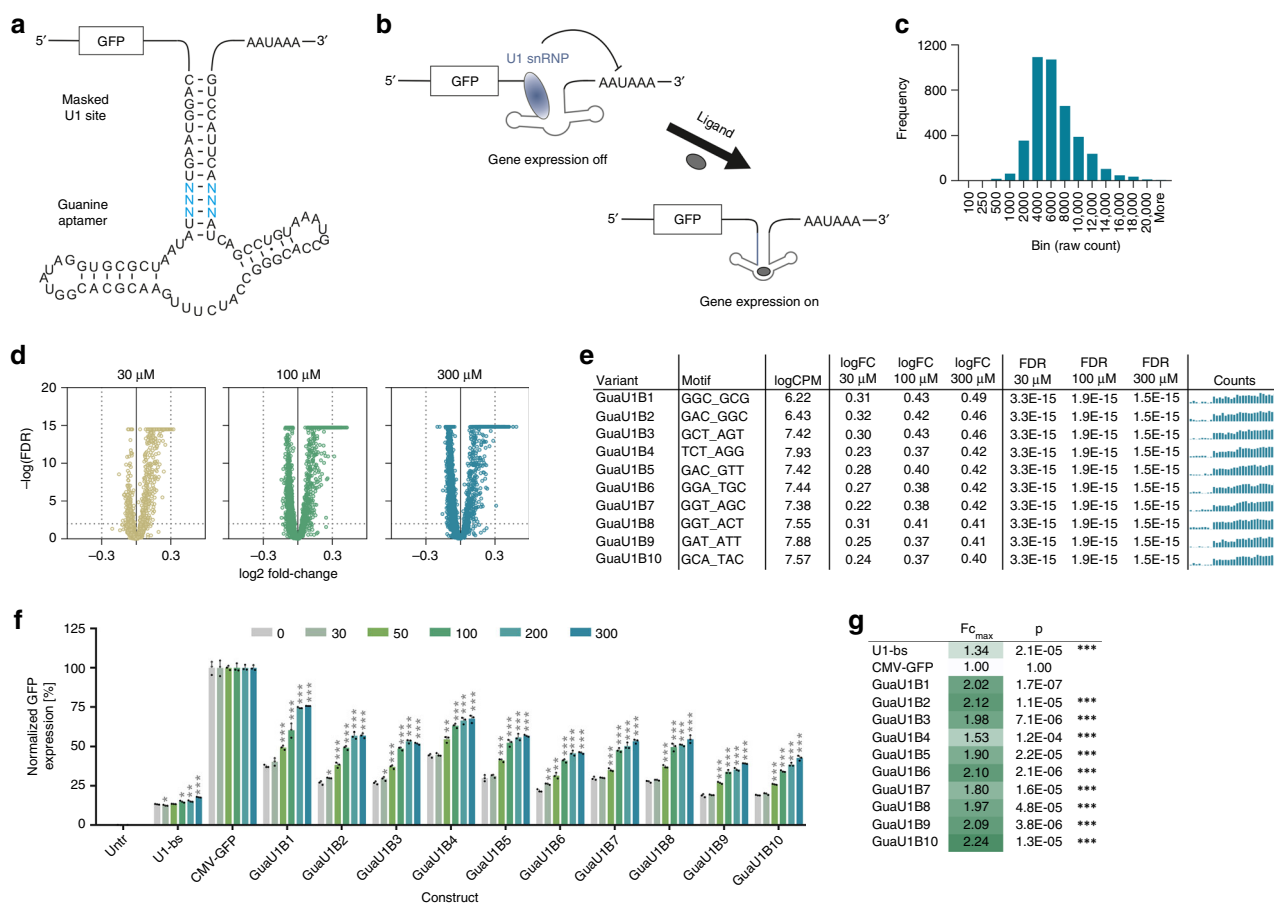 a
5′
GFP
AAUAAA
3′
Masked
U1 site
CAGGUAAGUNNNUA
GUCCAUUCANNNAU
Guanine
aptamer
b
U1 snRNP
5′
GFP
AAUAAA
3′
Gene expression off
Ligand
5′
GFP
AAUAAA
3′
Gene expression on
c
Frequency
1200
800
400
0
100
250
500
1000
2000
4000
6000
8000
10,000
12,000
14,000
16,000
18,000
20,000
More
Bin (raw count)
d
30 µM
100 µM
300 µM
–log(FDR)
20
15
10
5
0
–0.3
0.3
–0.3
0.3
–0.3
0.3
log2 fold-change
e
logFC logFC logFC FDR FDR FDR
Variant Motif logCPM 30 µM 100 µM 300 µM 30 µM 100 µM 300 µM Counts
GuaU1B1 GGC_GCG 6.22 0.31 0.43 0.49 3.3E-15 1.9E-15 1.5E-15
GuaU1B2 GAC_GGC 6.43 0.32 0.42 0.46 3.3E-15 1.9E-15 1.5E-15
GuaU1B3 GCT_AGT 7.42 0.30 0.43 0.46 3.3E-15 1.9E-15 1.5E-15
GuaU1B4 TCT_AGG 7.93 0.23 0.37 0.42 3.3E-15 1.9E-15 1.5E-15
GuaU1B5 GAC_GTT 7.42 0.28 0.40 0.42 3.3E-15 1.9E-15 1.5E-15
GuaU1B6 GGA_TGC 7.44 0.27 0.38 0.42 3.3E-15 1.9E-15 1.5E-15
GuaU1B7 GGT_AGC 7.38 0.22 0.38 0.42 3.3E-15 1.9E-15 1.5E-15
GuaU1B8 GGT_ACT 7.55 0.31 0.41 0.41 3.3E-15 1.9E-15 1.5E-15
GuaU1B9 GAT_ATT 7.88 0.25 0.37 0.41 3.3E-15 1.9E-15 1.5E-15
GuaU1B10 GCA_TAC 7.57 0.24 0.37 0.40 3.3E-15 1.9E-15 1.5E-15
f
Normalized GFP
expression [%]
125
100
75
50
25
0
0 30 50 100 200 300
Untr
U1-bs
CMV-GFP
GuaU1B1
GuaU1B2
GuaU1B3
GuaU1B4
GuaU1B5
GuaU1B6
GuaU1B7
GuaU1B8
GuaU1B9
GuaU1B10
Construct
g
Fc max p
U1-bs 1.34 2.1E-05 ***
CMV-GFP 1.00 1.00
GuaU1B1 2.02 1.7E-07
GuaU1B2 2.12 1.1E-05 ***
GuaU1B3 1.98 7.1E-06 ***
GuaU1B4 1.53 1.2E-04 ***
GuaU1B5 1.90 2.2E-05 ***
GuaU1B6 2.10 2.1E-06 ***
GuaU1B7 1.80 1.6E-05 ***
GuaU1B8 1.97 4.8E-05 ***
GuaU1B9 2.09 3.8E-06 ***
GuaU1B10 2.24 1.3E-05 ***